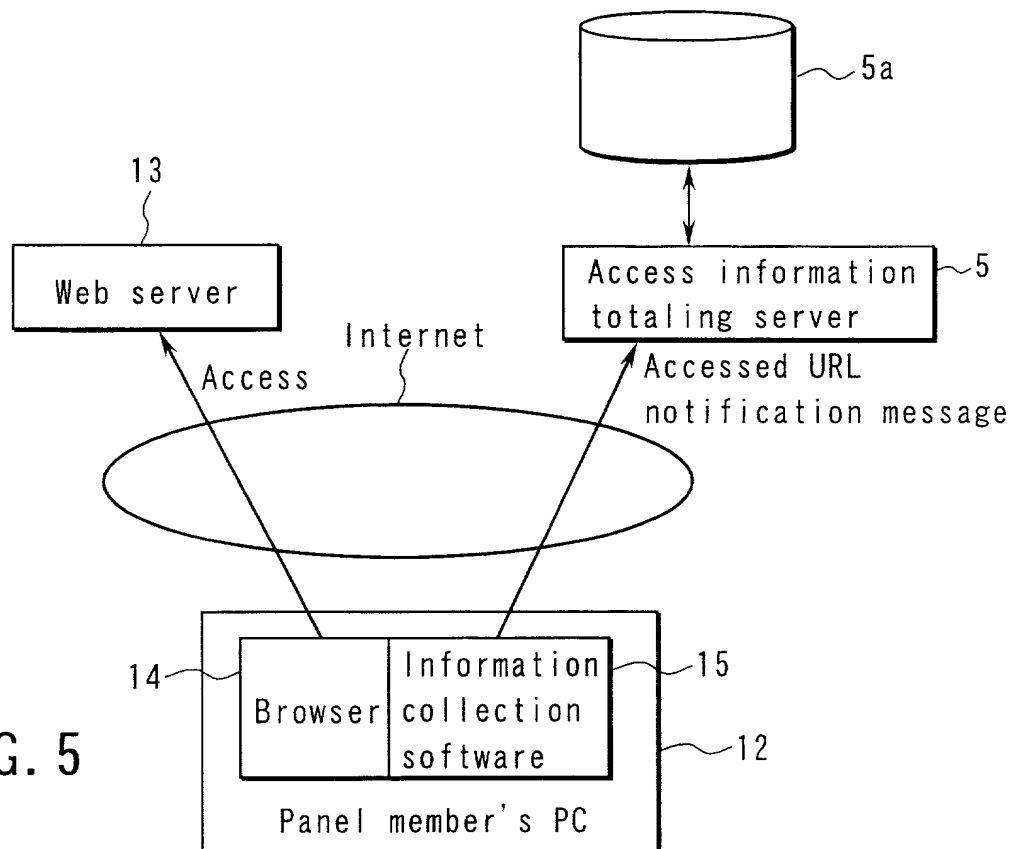 5a
13
Web server
Access information
totaling server
5
Internet
Access
Accessed URL
notification message
14
Browser
Information
collection
software
15
12
Panel member's PC
G. 5